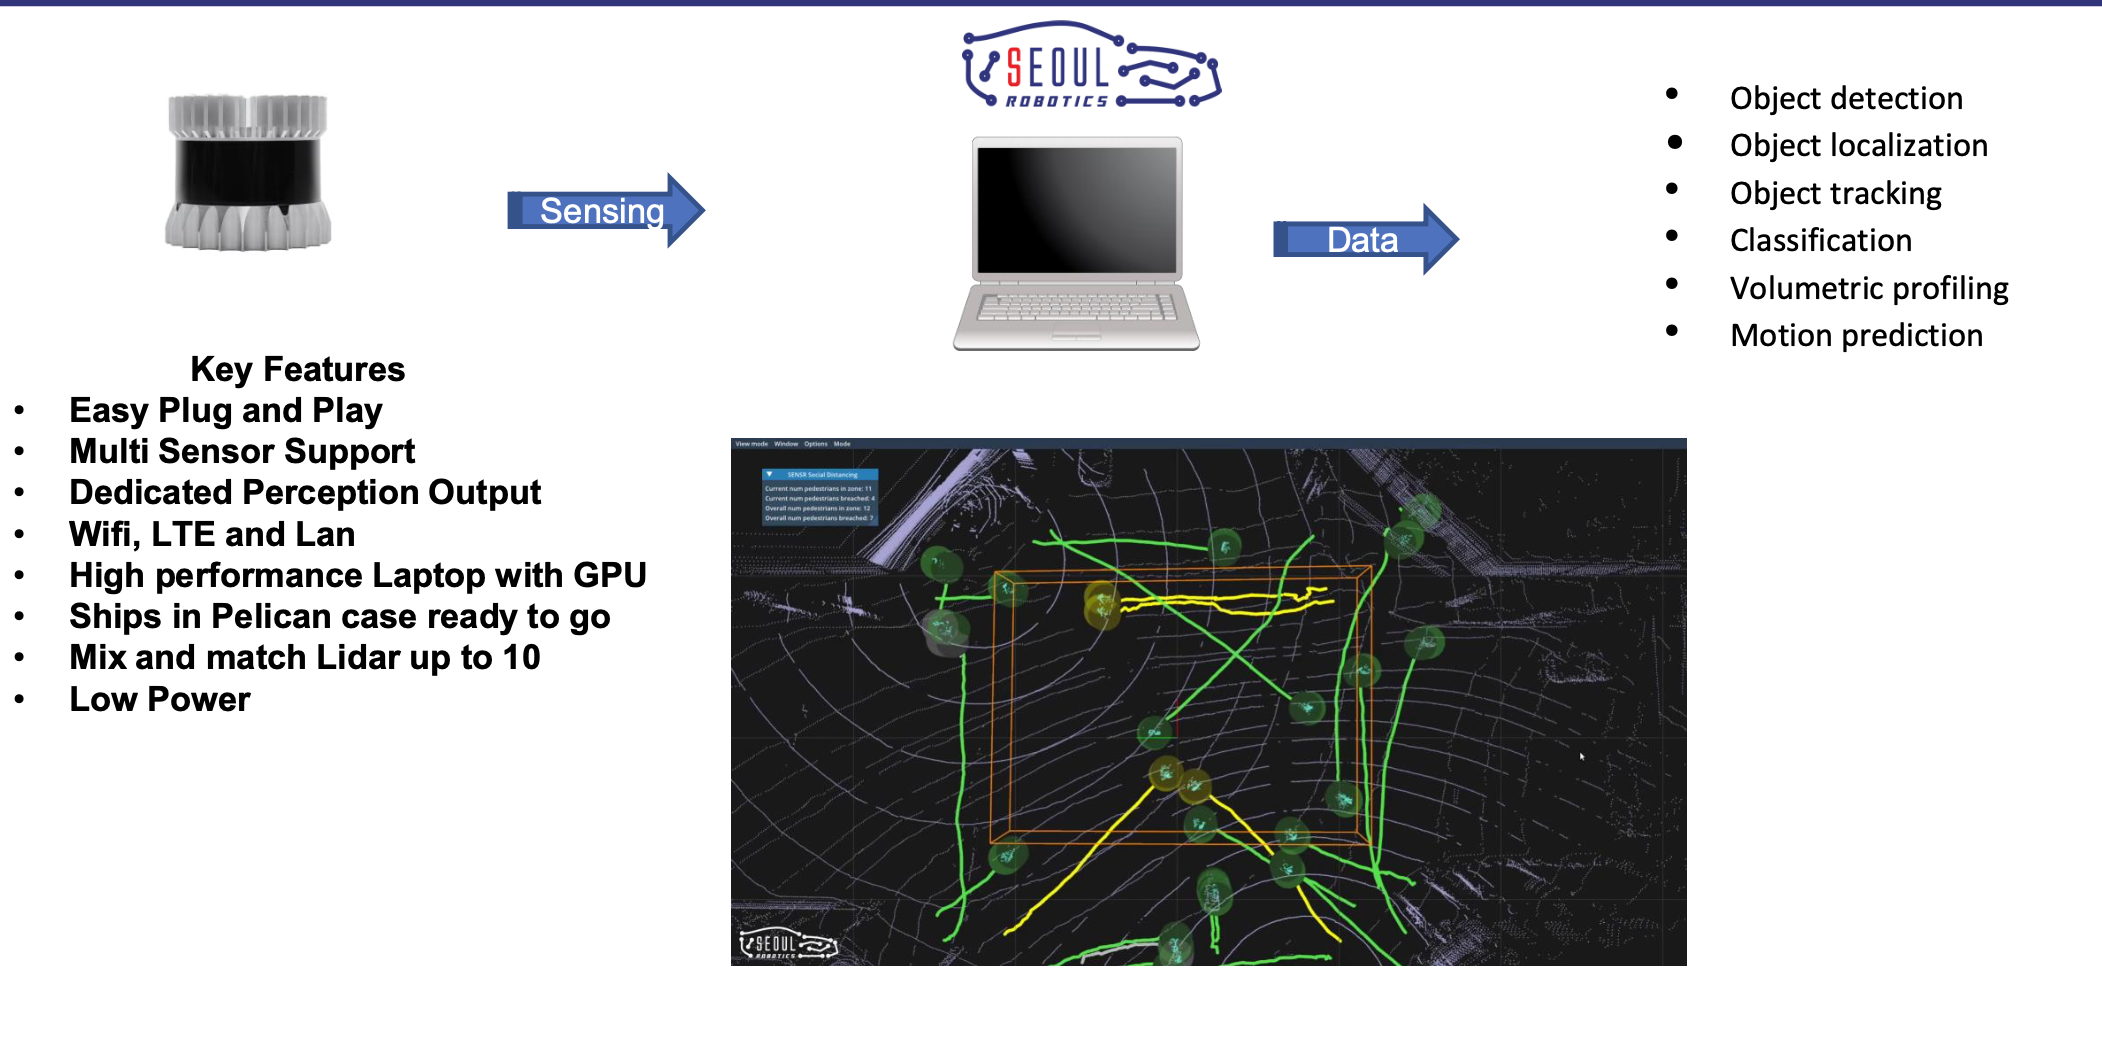 SEOUL
ROBOTICS
Sensing
Data
• Object detection
• Object localization
• Object tracking
• Classification
• Volumetric profiling
• Motion prediction
Key Features
• Easy Plug and Play
• Multi Sensor Support
• Dedicated Perception Output
• Wifi, LTE and Lan
• High performance Laptop with GPU
• Ships in Pelican case ready to go
• Mix and match Lidar up to 10
• Low Power
View mode Window Options Mode
SENSR Social Distancing
Current num pedestrians in zone: 11
Current num pedestrians breached: 4
Overall num pedestrians in zone: 12
Overall num pedestrians breached: 7
SEOUL
ROBOTICS